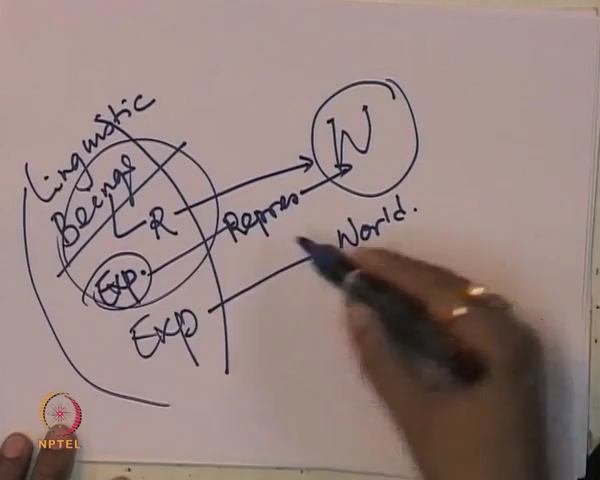 Linguistic
Beings
R
W
Exp.
Repres
Exp
World.
NPTEL